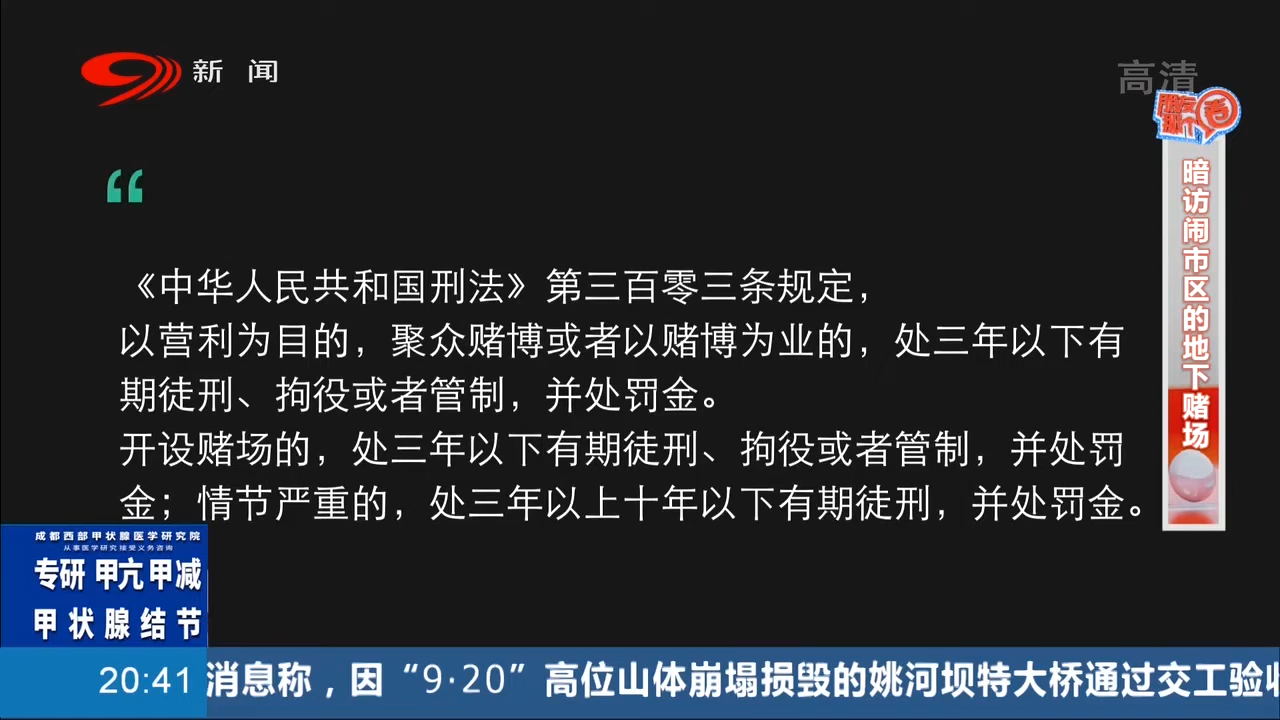 新 闻
高清
朋友
那个
看
暗访闹市区的地下赌场
“
《中华人民共和国刑法》第三百零三条规定，
以营利为目的，聚众赌博或者以赌博为业的，处三年以下有
期徒刑、拘役或者管制，并处罚金。
开设赌场的，处三年以下有期徒刑、拘役或者管制，并处罚
金；情节严重的，处三年以上十年以下有期徒刑，并处罚金。
成都西部甲状腺医学研究院
从事医学研究接受义务咨询
专研 甲亢甲减
甲状腺结节
20:41 消息称，因“9·20”高位山体崩塌损毁的姚河坝特大桥通过交工验收